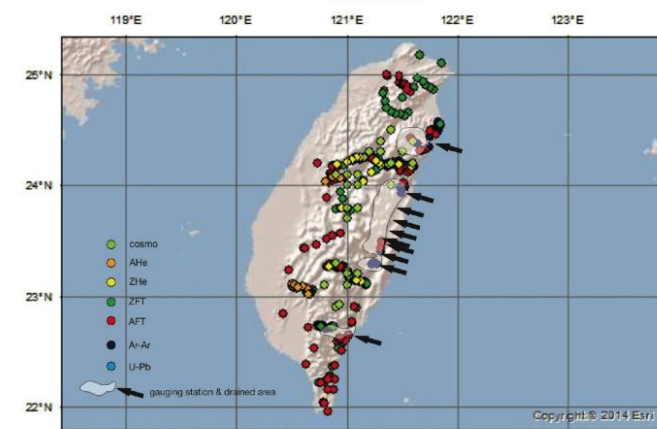 119°E 120°E 121°E 122°E 123°E
25°N
24°N
23°N
22°N
cosmo
AHe
ZHe
ZFT
AFT
Ar-Ar
U-Pb
gauging station & drained area
Copyright:© 2014 Esri